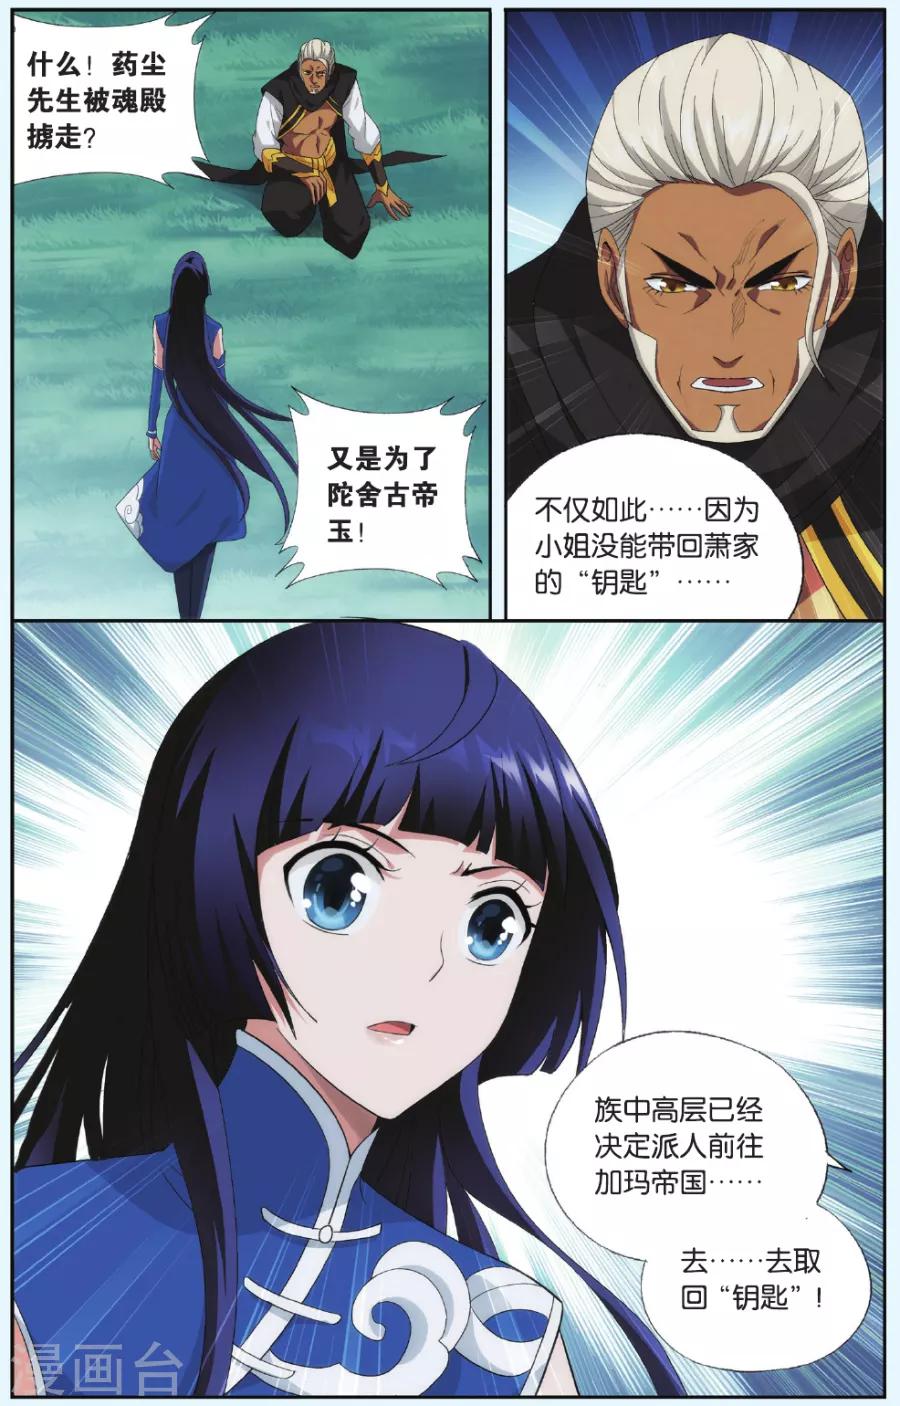 什么！药尘
先生被魂殿
掳走？
又是为了
陀舍古帝
玉！
不仅如此……因为
小姐没能带回萧家
的“钥匙”……
族中高层已经
决定派人前往
加玛帝国……
去……去取
回“钥匙”！
漫画台